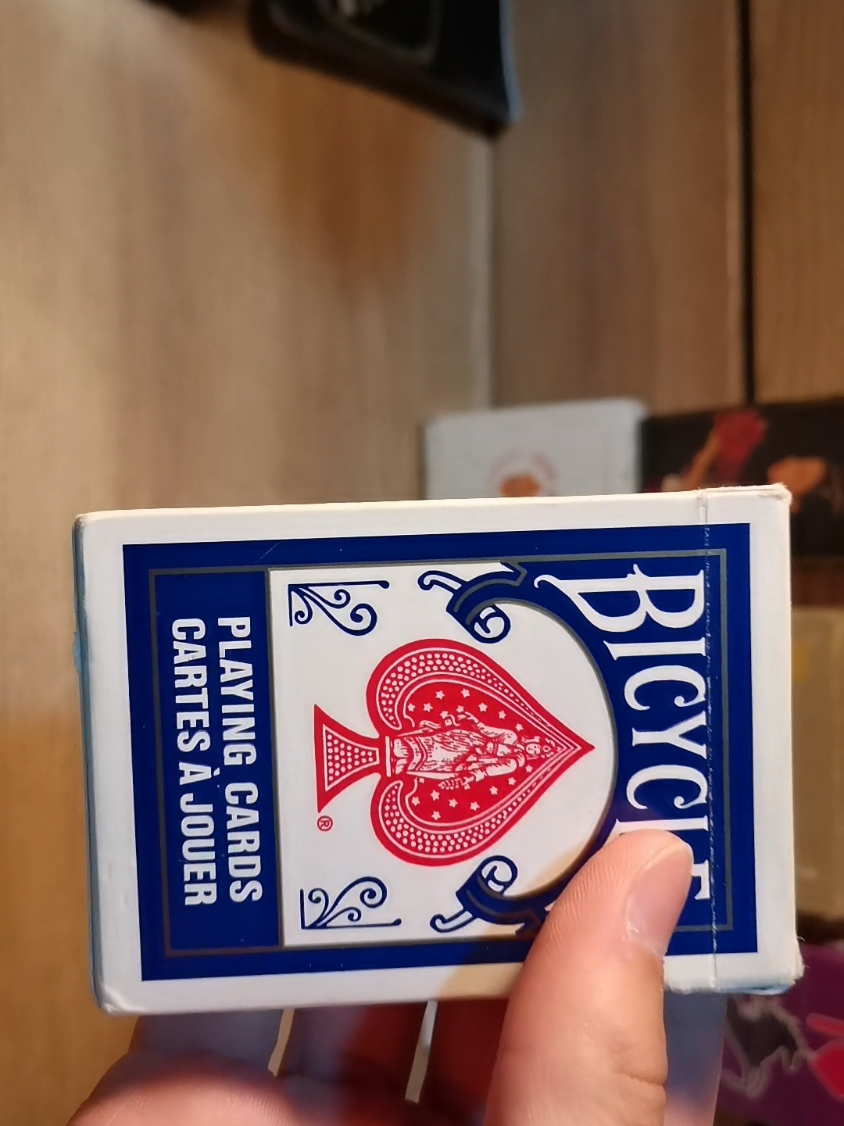 BICYCLE
®
PLAYING CARDS
CARTES À JOUER